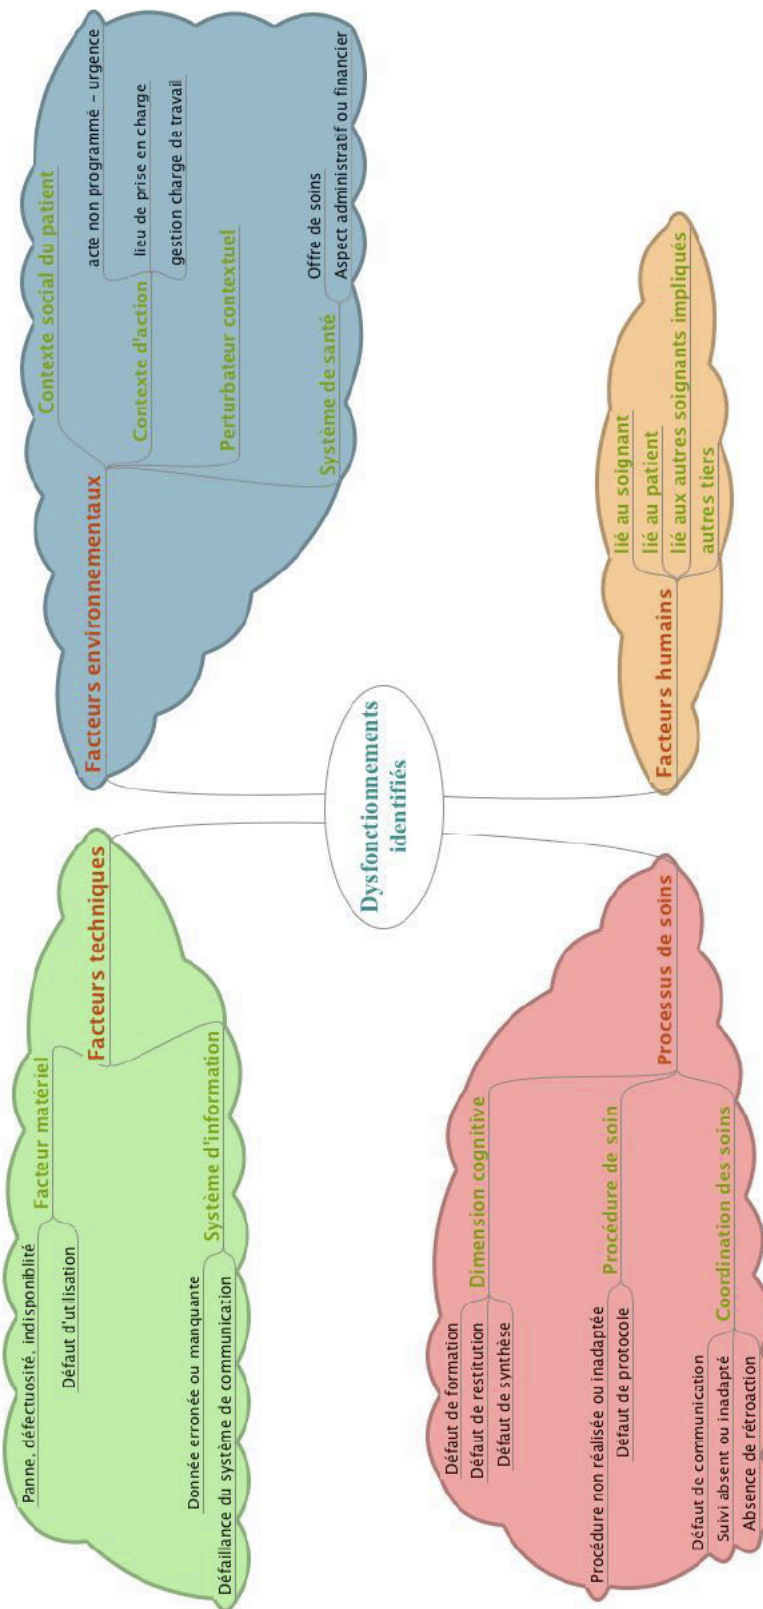 Dysfonctionnements
identifiés
Facteurs techniques
Facteur matériel
Panne, défectuosité, indisponiblité
Défaut d'utilisation
Système d'information
Donnée erronée ou manquante
Défaillance du système de communication
Facteurs environnementaux
Contexte social du patient
Contexte d'action
acte non programmé – urgence
lieu de prise en charge
gestion charge de travail
Perturbateur contextuel
Système de santé
Offre de soins
Aspect administratif ou financier
Processus de soins
Dimension cognitive
Défaut de formation
Défaut de restitution
Défaut de synthèse
Procédure de soin
Procédure non réalisée ou inadaptée
Défaut de protocole
Coordination des soins
Défaut de communication
Suivi absent ou inadapté
Absence de rétroaction
Facteurs humains
lié au soignant
lié au patient
lié aux autres soignants impliqués
autres tiers